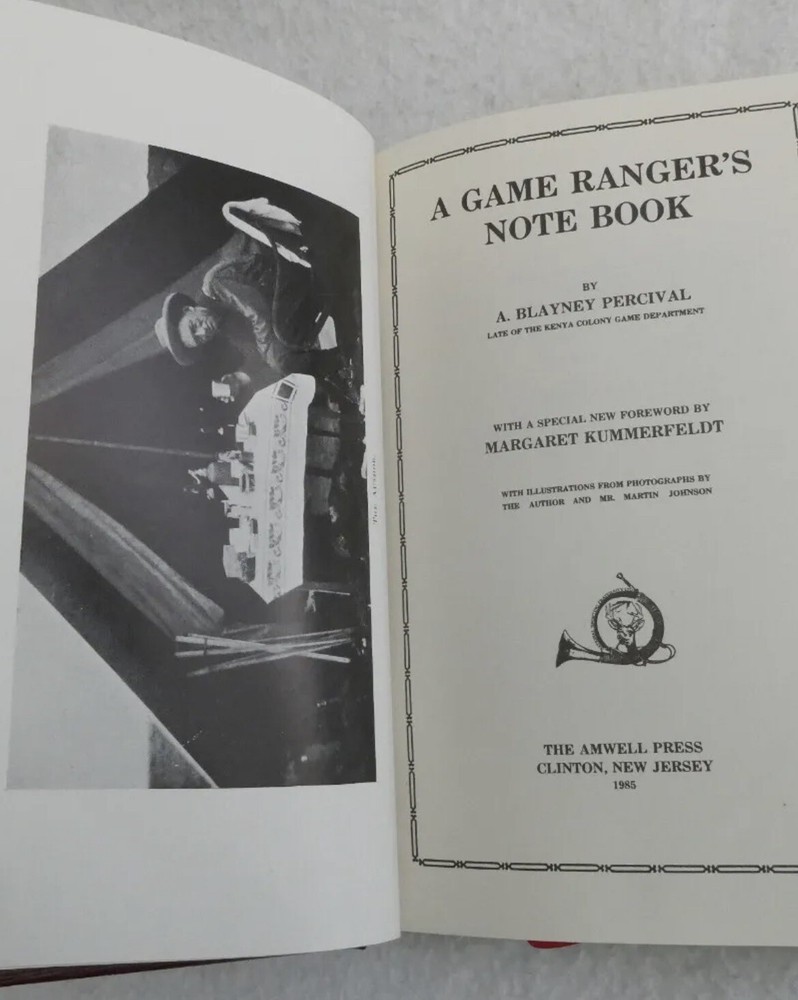 THE AUTHOR
A GAME RANGER'S
NOTE BOOK
BY
A. BLAYNEY PERCIVAL
LATE OF THE KENYA COLONY GAME DEPARTMENT
WITH A SPECIAL NEW FOREWORD BY
MARGARET KUMMERFELDT
WITH ILLUSTRATIONS FROM PHOTOGRAPHS BY
THE AUTHOR AND MR. MARTIN JOHNSON
THE AMWELL PRESS
CLINTON, NEW JERSEY
1985